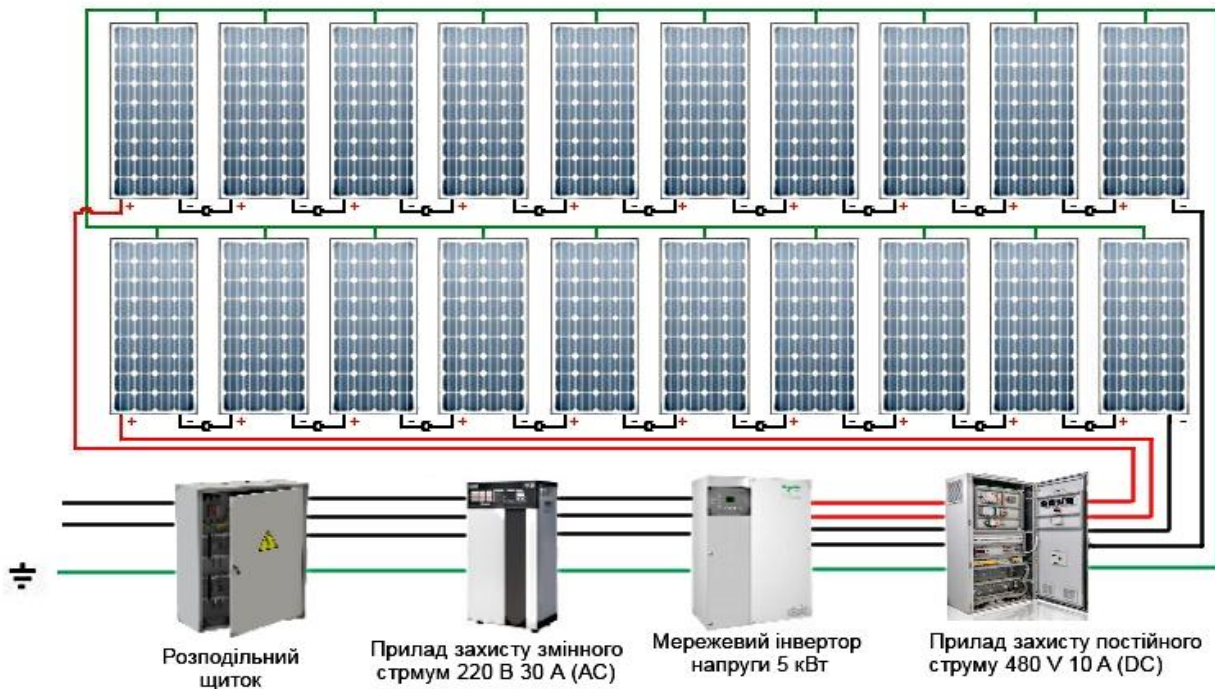 + - + - + - + - + - + - + - + - + - + -
+ - + - + - + - + - + - + - + - + - + -
Розподільний
щиток
Прилад захисту змінного
стрмум 220 В 30 А (АС)
Мережевий інвертор
напруги 5 кВт
Прилад захисту постійного
струму 480 V 10 A (DC)